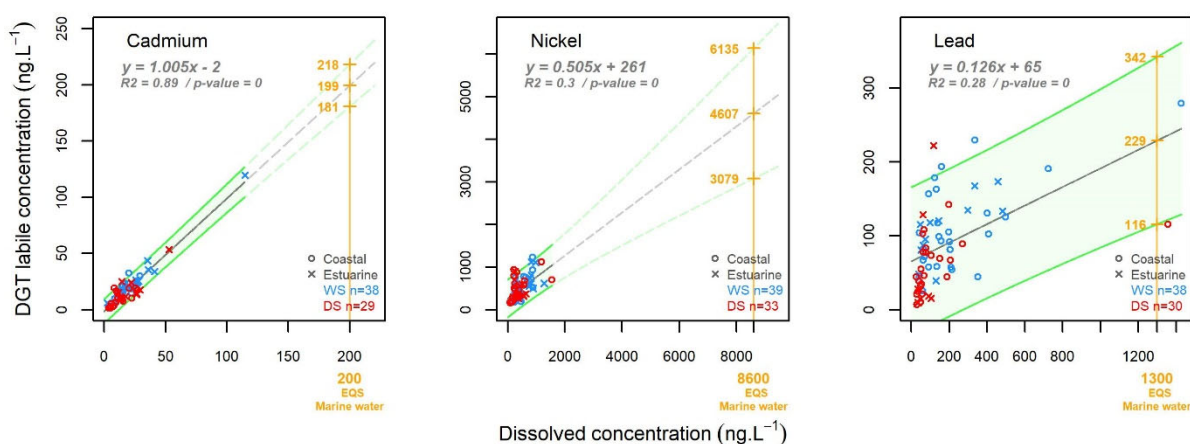 DGT labile concentration (ng.L⁻¹)
Cadmium
y = 1.005x - 2
R2 = 0.89 / p-value = 0
250
200
150
100
50
0
218
199
181
Coastal
Estuarine
WS n=38
DS n=29
0 50 100 150 200
200
EQS
Marine water
Nickel
y = 0.505x + 261
R2 = 0.3 / p-value = 0
6000
4600
3000
1400
0
6135
4607
3079
Coastal
Estuarine
WS n=39
DS n=33
0 2000 4000 6000 8000
8600
EQS
Marine water
Lead
y = 0.126x + 65
R2 = 0.28 / p-value = 0
300
200
100
0
342
229
116
Coastal
Estuarine
WS n=38
DS n=30
0 200 400 600 800 1200
1300
EQS
Marine water
Dissolved concentration (ng.L⁻¹)